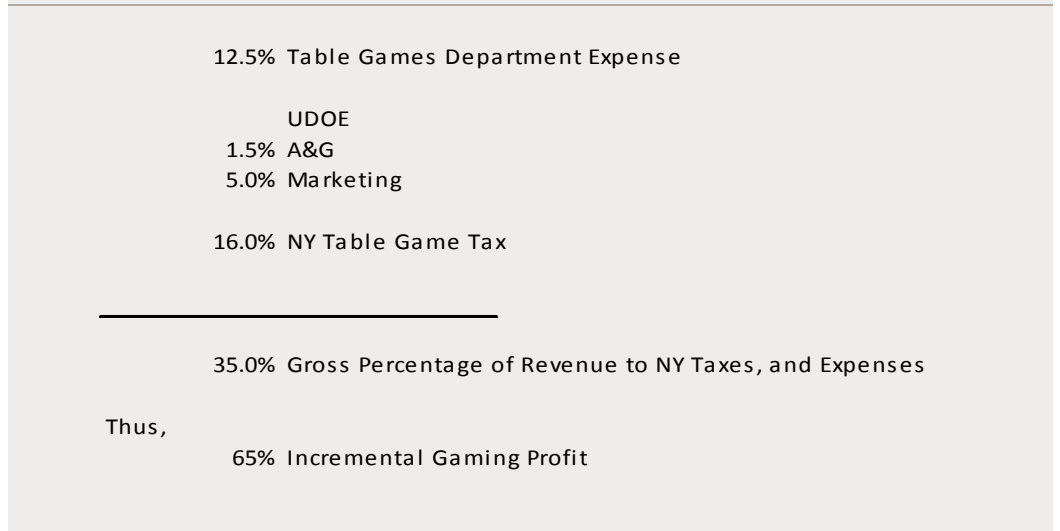 12.5% Table Games Department Expense
UDOE
1.5% A&G
5.0% Marketing
16.0% NY Table Game Tax
35.0% Gross Percentage of Revenue to NY Taxes, and Expenses
Thus,
65% Incremental Gaming Profit